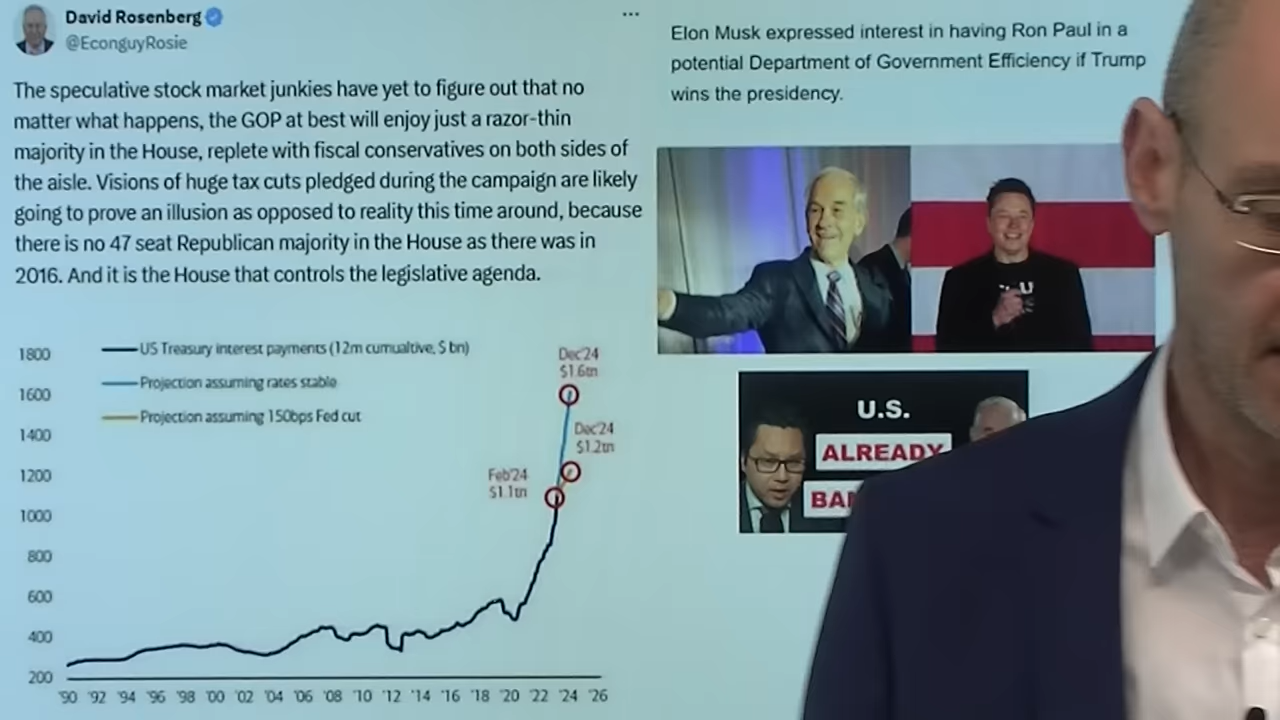 David Rosenberg
@EconguyRosie
...
The speculative stock market junkies have yet to figure out that no
matter what happens, the GOP at best will enjoy just a razor-thin
majority in the House, replete with fiscal conservatives on both sides of
the aisle. Visions of huge tax cuts pledged during the campaign are likely
going to prove an illusion as opposed to reality this time around, because
there is no 47 seat Republican majority in the House as there was in
2016. And it is the House that controls the legislative agenda.
Elon Musk expressed interest in having Ron Paul in a
potential Department of Government Efficiency if Trump
wins the presidency.
US Treasury interest payments (12m cumualtive, $ bn)
Projection assuming rates stable
Projection assuming 150bps Fed cut
1800
1600
1400
1200
1000
800
600
400
200
Dec'24
$1.6tn
Dec'24
$1.2tn
Feb'24
$1.1tn
'90 '92 '94 '96 '98 '00 '02 '04 '06 '08 '10 '12 '14 '16 '18 '20 '22 '24 '26
U.S.
ALREADY